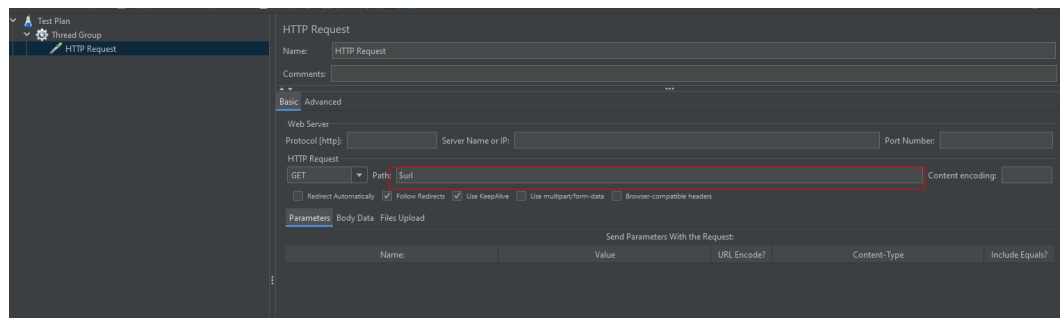 Test Plan
Thread Group
HTTP Request
HTTP Request
Name: HTTP Request
Comments:
Basic Advanced
Web Server
Protocol [http]: Server Name or IP: Port Number:
HTTP Request
GET Path: $url Content encoding:
Redirect Automatically Follow Redirects Use KeepAlive Use multipart/form-data Browser-compatible headers
Parameters Body Data Files Upload
Send Parameters With the Request:
Name: Value URL Encode? Content-Type Include Equals?